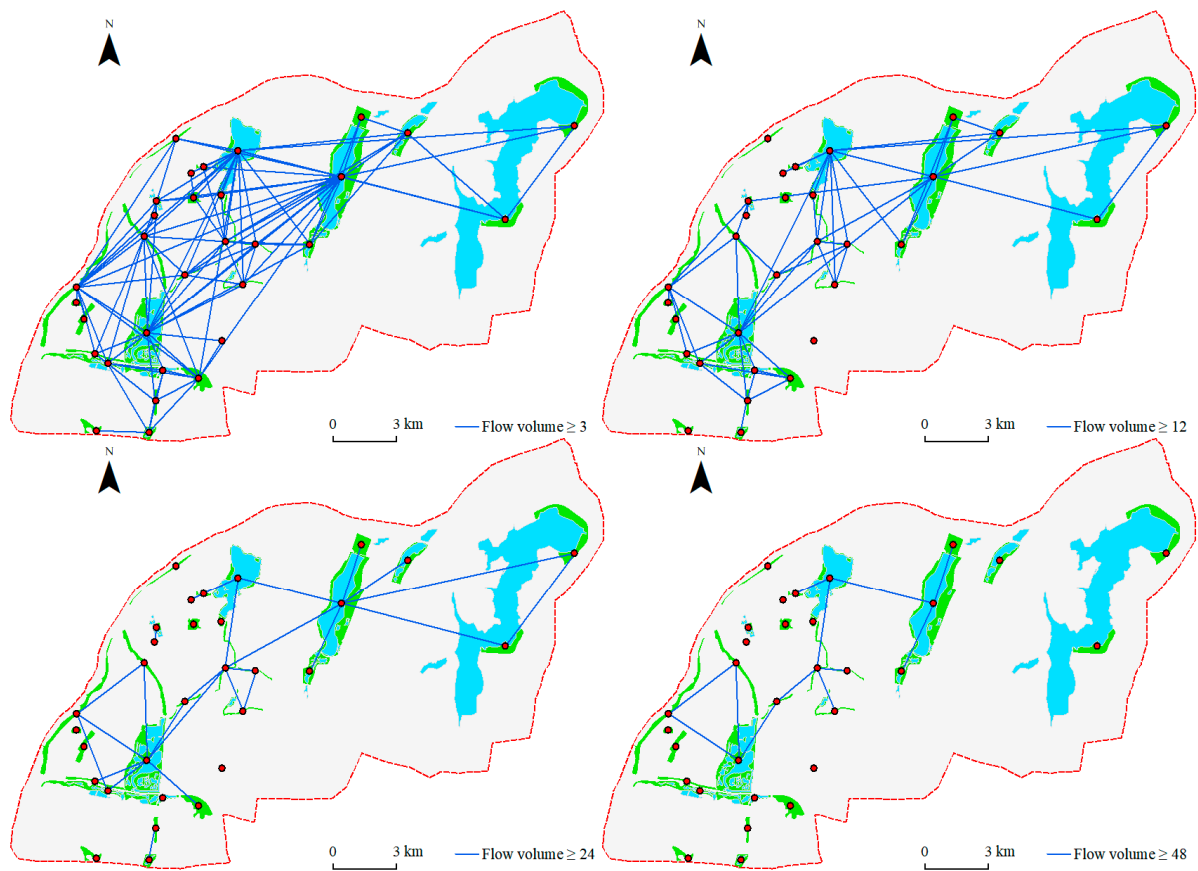 N
N
0 3 km Flow volume ≥ 3
0 3 km Flow volume ≥ 12
N
N
0 3 km Flow volume ≥ 24
0 3 km Flow volume ≥ 48